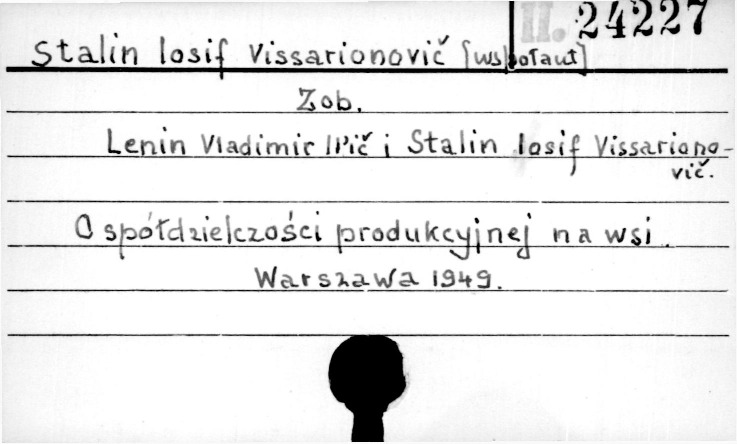 II. 24227
Stalin Iosif Vissarionovič [współaut]
Zob.
Lenin Vladimir Il'ič i Stalin Iosif Vissariono-
vič.
O spółdzielczości produkcyjnej na wsi.
Warszawa 1949.